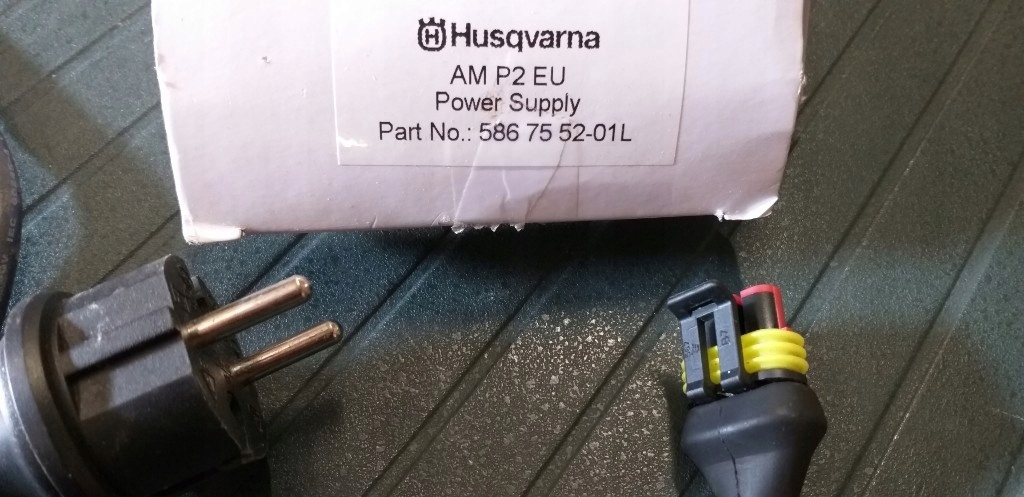 Husqvarna
AM P2 EU
Power Supply
Part No.: 586 75 52-01L